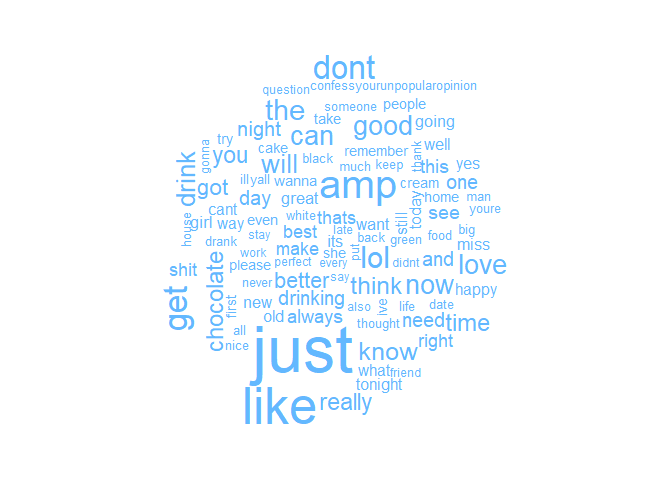 dont
question confessyourunpopularopinion
the someone people
night can take good going
gonna try cake remember thank well
you will black much keep this yes
drink illyall wanna amp cream one
got day great home man
cant girl way even white thats want still today see youre
house drank stay best late back green food big
its make she put lol didnt and miss
shit please work perfect every love
chocolate never better say think now happy
get first new drinking also ive life date
old always thought need time
all nice just know right
what friend
tonight
like really